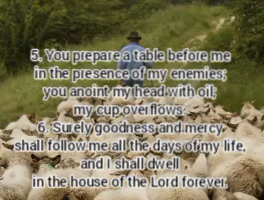 5. You prepare a table before me
in the presence of my enemies;
you anoint my head with oil;
my cup overflows.
6. Surely goodness and mercy
shall follow me all the days of my life,
and I shall dwell
in the house of the Lord forever.